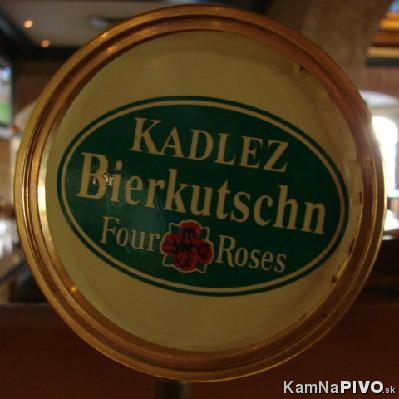 KADLEZ
Bierkutschn
Four Roses
KamNaPIVO.sk